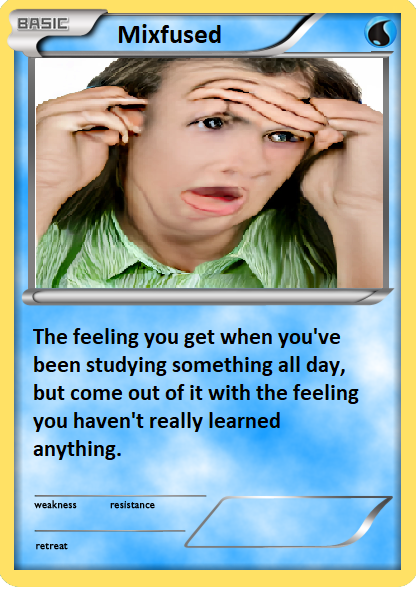 BASIC
Mixfused
The feeling you get when you've
been studying something all day,
but come out of it with the feeling
you haven't really learned
anything.
weakness resistance
retreat